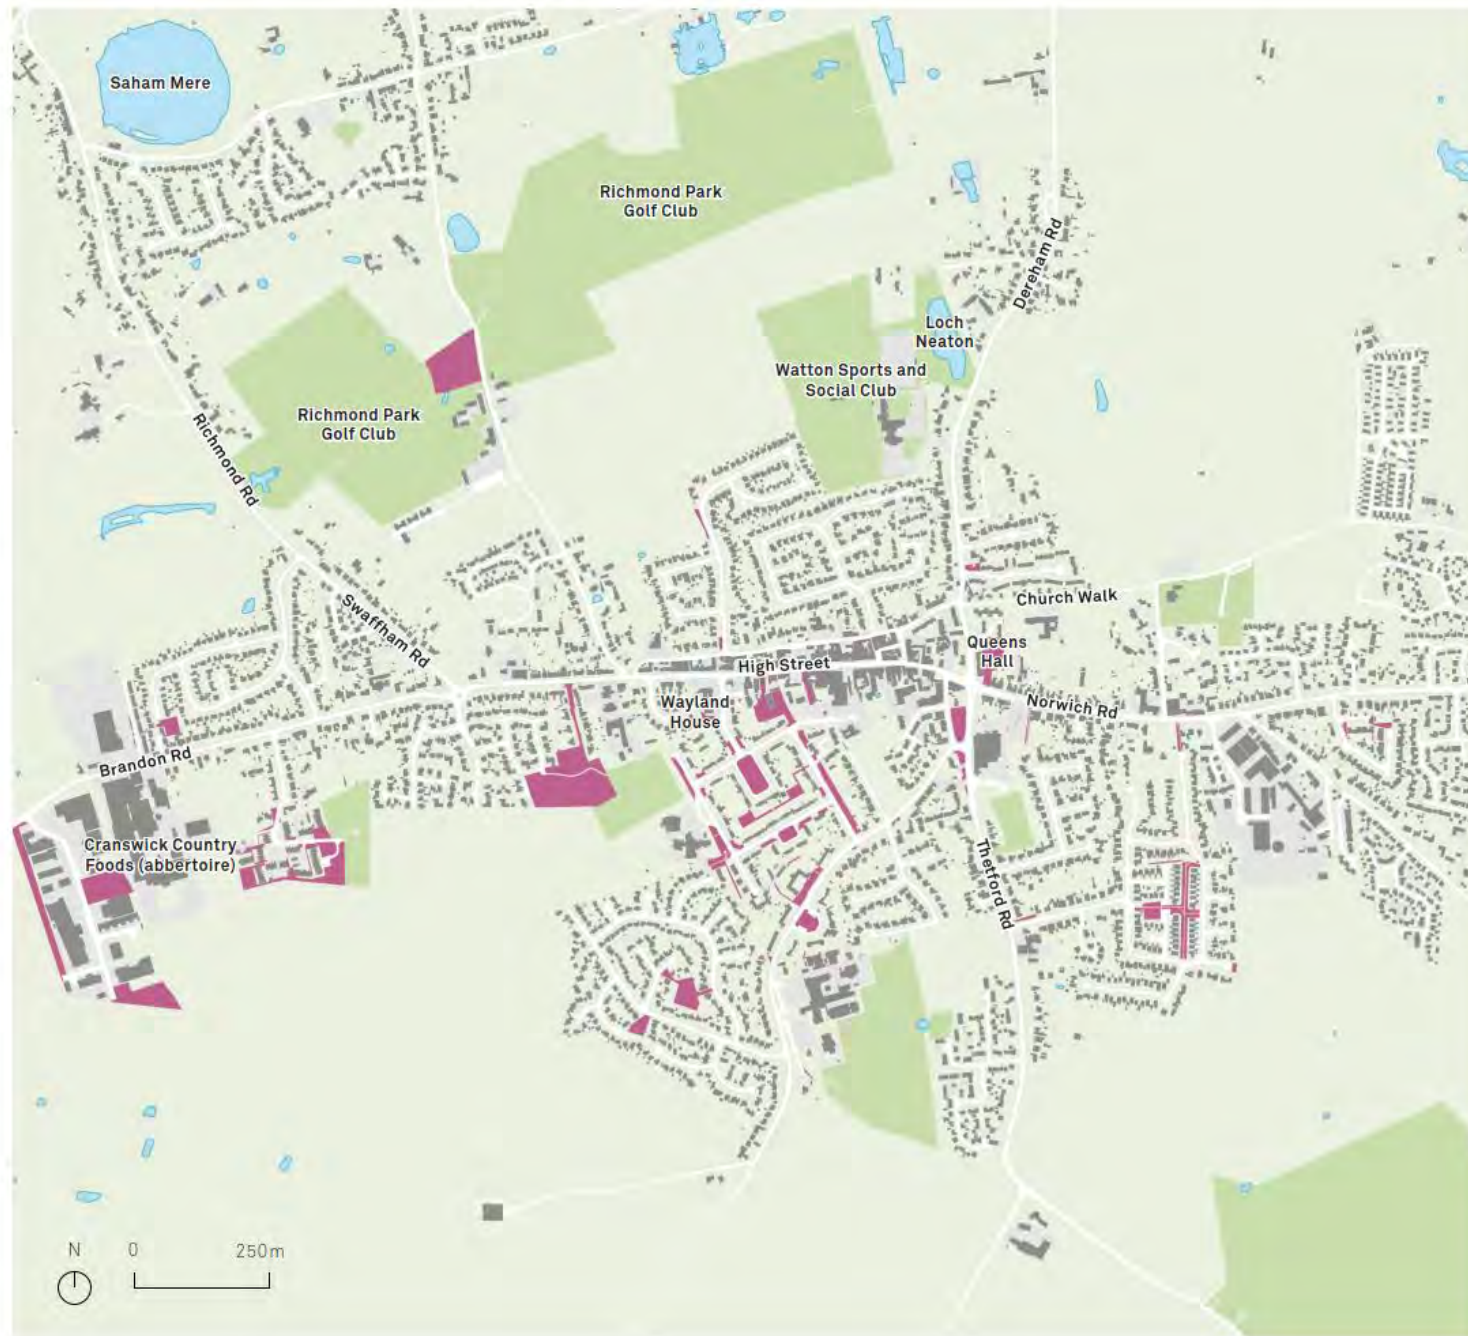 Saham Mere
Richmond Park
Golf Club
Dereham Rd
Loch
Neaton
Watton Sports and
Social Club
Richmond Park
Golf Club
Richmond Rd
Swaffham Rd
Church Walk
High Street
Queens
Hall
Wayland
House
Norwich Rd
Brandon Rd
Cranswick Country
Foods (abbertoire)
Thetford Rd
N 0 250m